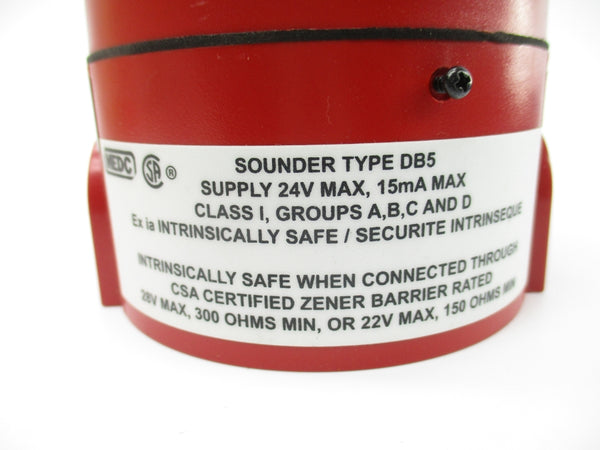 MEDC SA ®
SOUNDER TYPE DB5
SUPPLY 24V MAX, 15mA MAX
CLASS I, GROUPS A,B,C AND D
Ex ia INTRINSICALLY SAFE / SECURITE INTRINSEQUE
INTRINSICALLY SAFE WHEN CONNECTED THROUGH
CSA CERTIFIED ZENER BARRIER RATED
28V MAX, 300 OHMS MIN, OR 22V MAX, 150 OHMS MIN